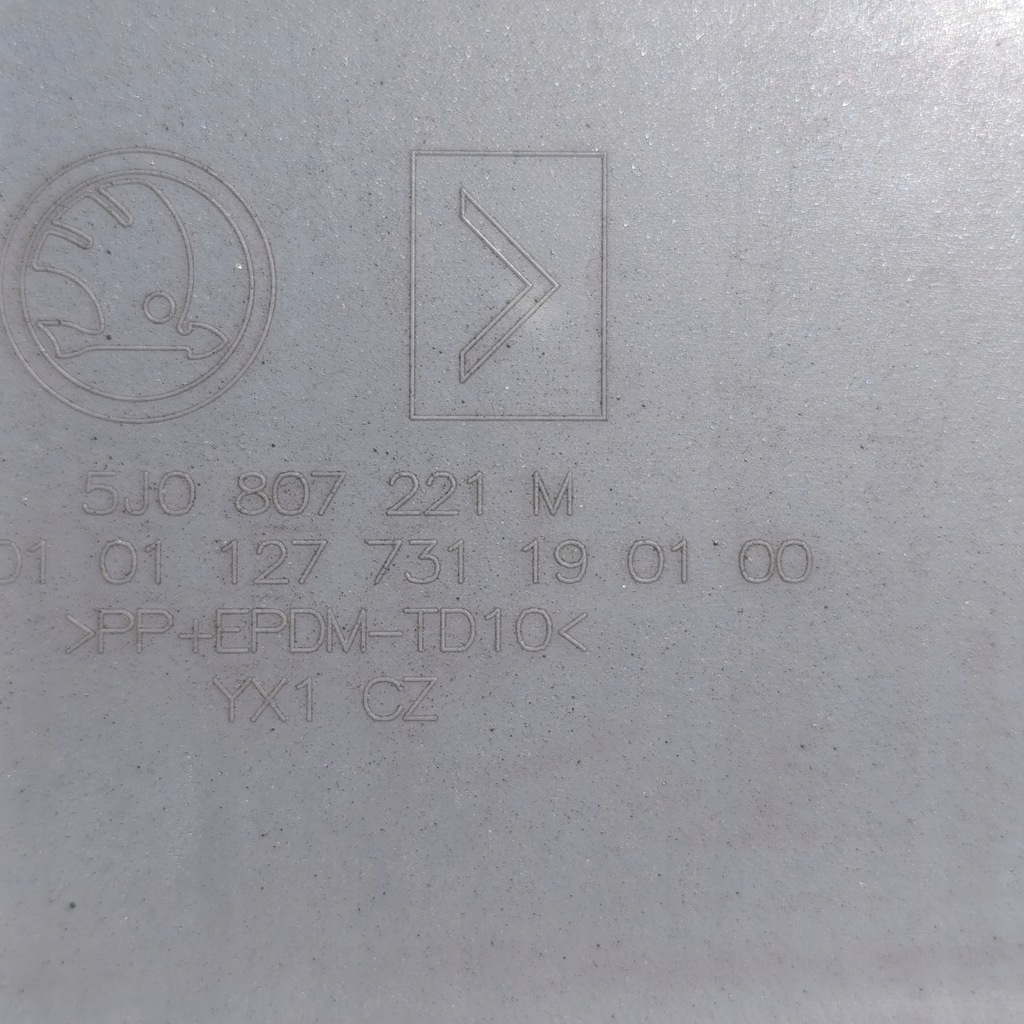 5J0 807 221 M
01 01 127 731 19 01 00
>PP+EPDM-TD10<
YX1 CZ